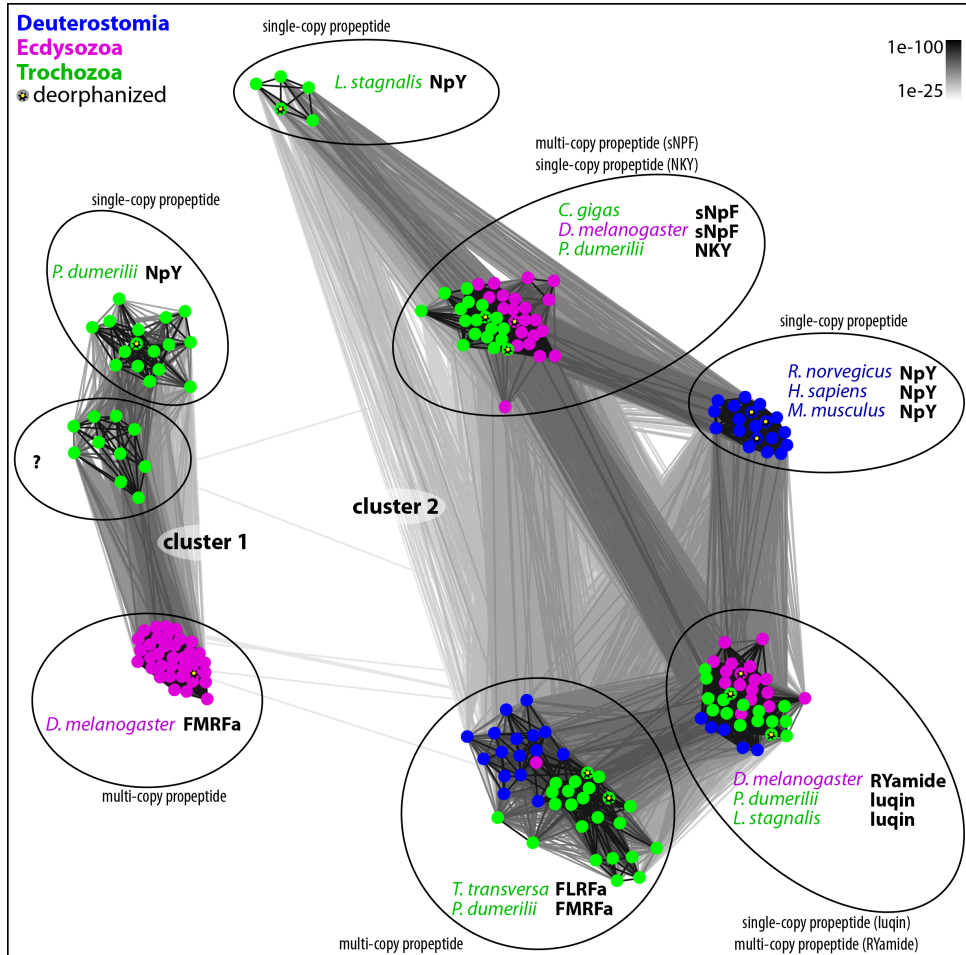 Deuterostomia
Ecdysozoa
Trochozoa
deorphanized
single-copy propeptide
L. stagnalis NpY
1e-100
1e-25
multi-copy propeptide (sNPF)
single-copy propeptide (NKY)
C. gigas sNpF
D. melanogaster sNpF
P. dumerilii NKY
single-copy propeptide
P. dumerilii NpY
single-copy propeptide
R. norvegicus NpY
H. sapiens NpY
M. musculus NpY
?
cluster 1
cluster 2
D. melanogaster FMRFa
multi-copy propeptide
D. melanogaster RYamide
P. dumerilii luqin
L. stagnalis luqin
T. transversa FLRFa
P. dumerilii FMRFa
multi-copy propeptide
single-copy propeptide (luqin)
multi-copy propeptide (RYamide)